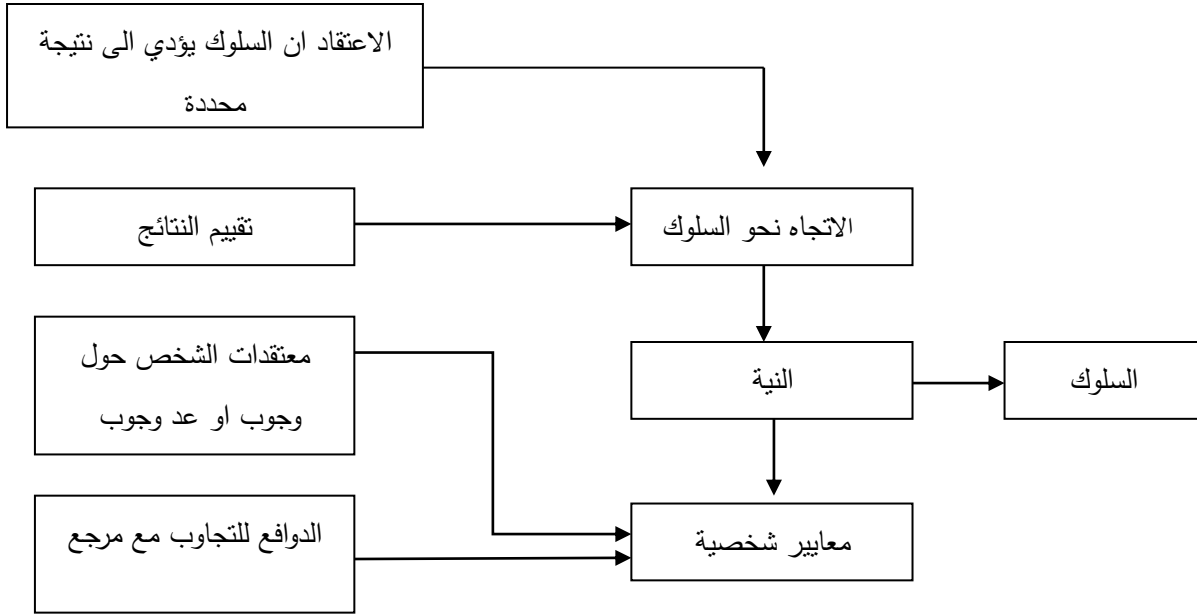 الاعتقاد ان السلوك يؤدي الى نتيجة
محددة
تقييم النتائج
الاتجاه نحو السلوك
معتقدات الشخص حول
وجوب او عد وجوب
النية
السلوك
الدوافع للتجاوب مع مرجع
معايير شخصية